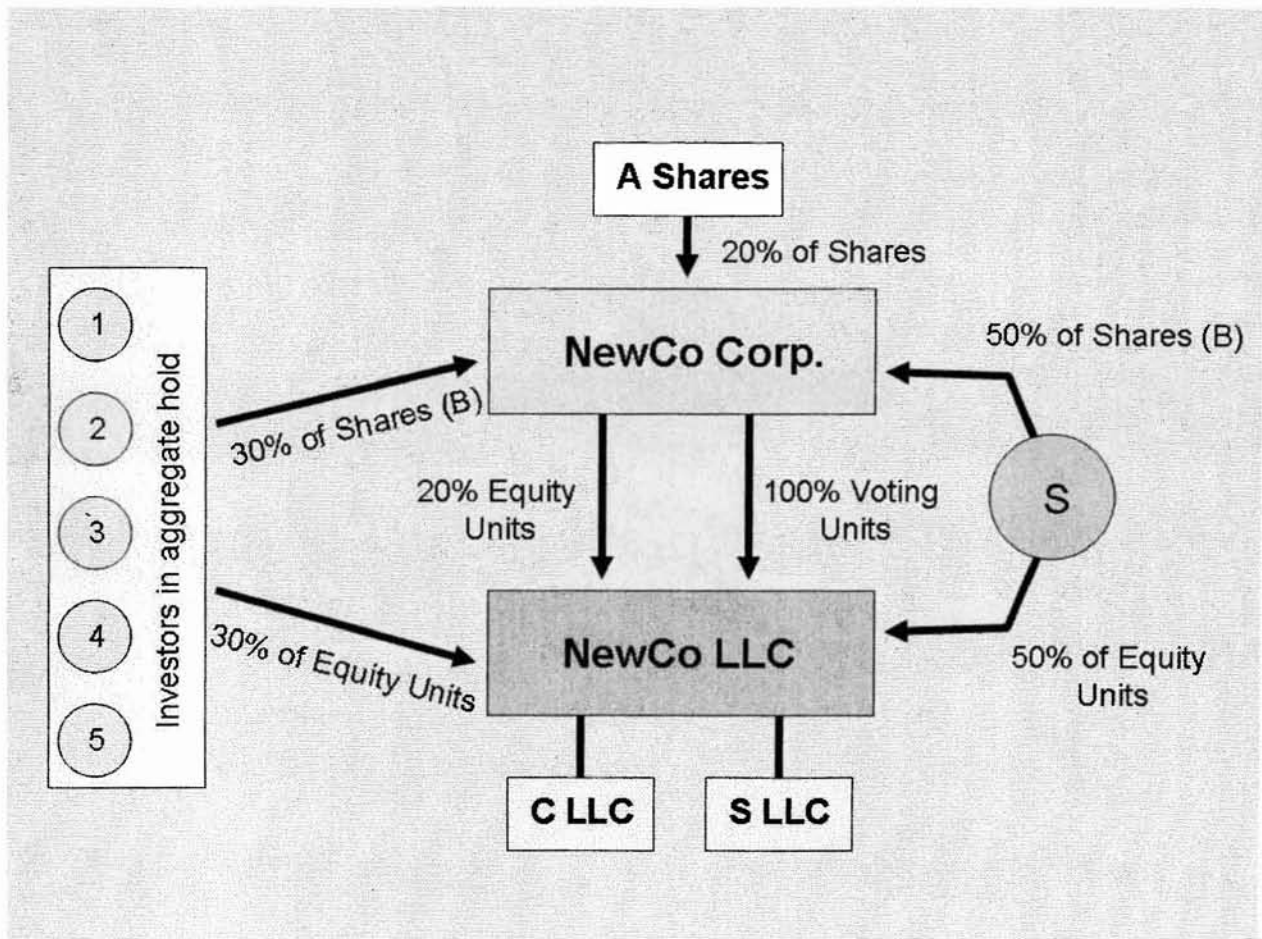 A Shares
20% of Shares
NewCo Corp.
50% of Shares (B)
1
2
3
4
5
Investors in aggregate hold
30% of Shares (B)
20% Equity
Units
100% Voting
Units
S
30% of Equity Units
NewCo LLC
50% of Equity
Units
C LLC
S LLC